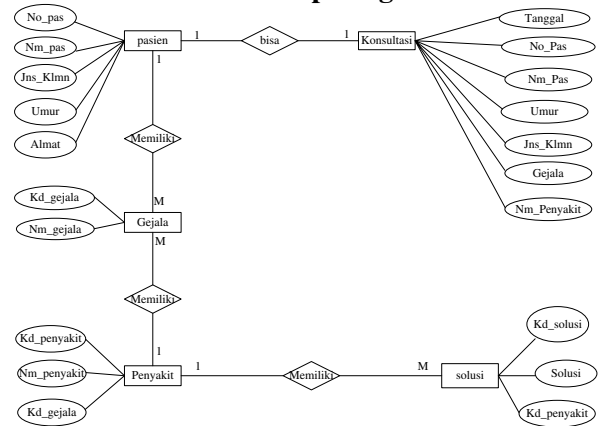 No_pas
Nm_pas
Jns_Klmn
Umur
Almat
pasien
1
bisa
1
Konsultasi
Tanggal
No_Pas
Nm_Pas
Umur
Jns_Klmn
Gejala
Nm_Penyakit
1
Memiliki
M
Kd_gejala
Nm_gejala
Gejala
M
Memiliki
1
Kd_penyakit
Nm_penyakit
Kd_gejala
Penyakit
1
Memiliki
M
solusi
Kd_solusi
Solusi
Kd_penyakit